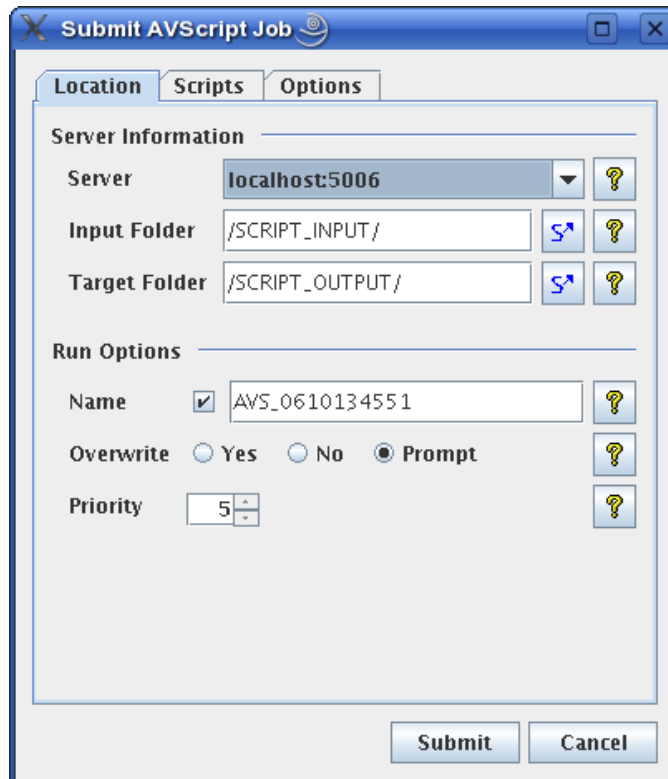 Submit AVScript Job
Location Scripts Options
Server Information
Server localhost:5006 ?
Input Folder /SCRIPT_INPUT/ S ?
Target Folder /SCRIPT_OUTPUT/ S ?
Run Options
Name AVS_0610134551 ?
Overwrite Yes No Prompt ?
Priority 5 ?
Submit Cancel